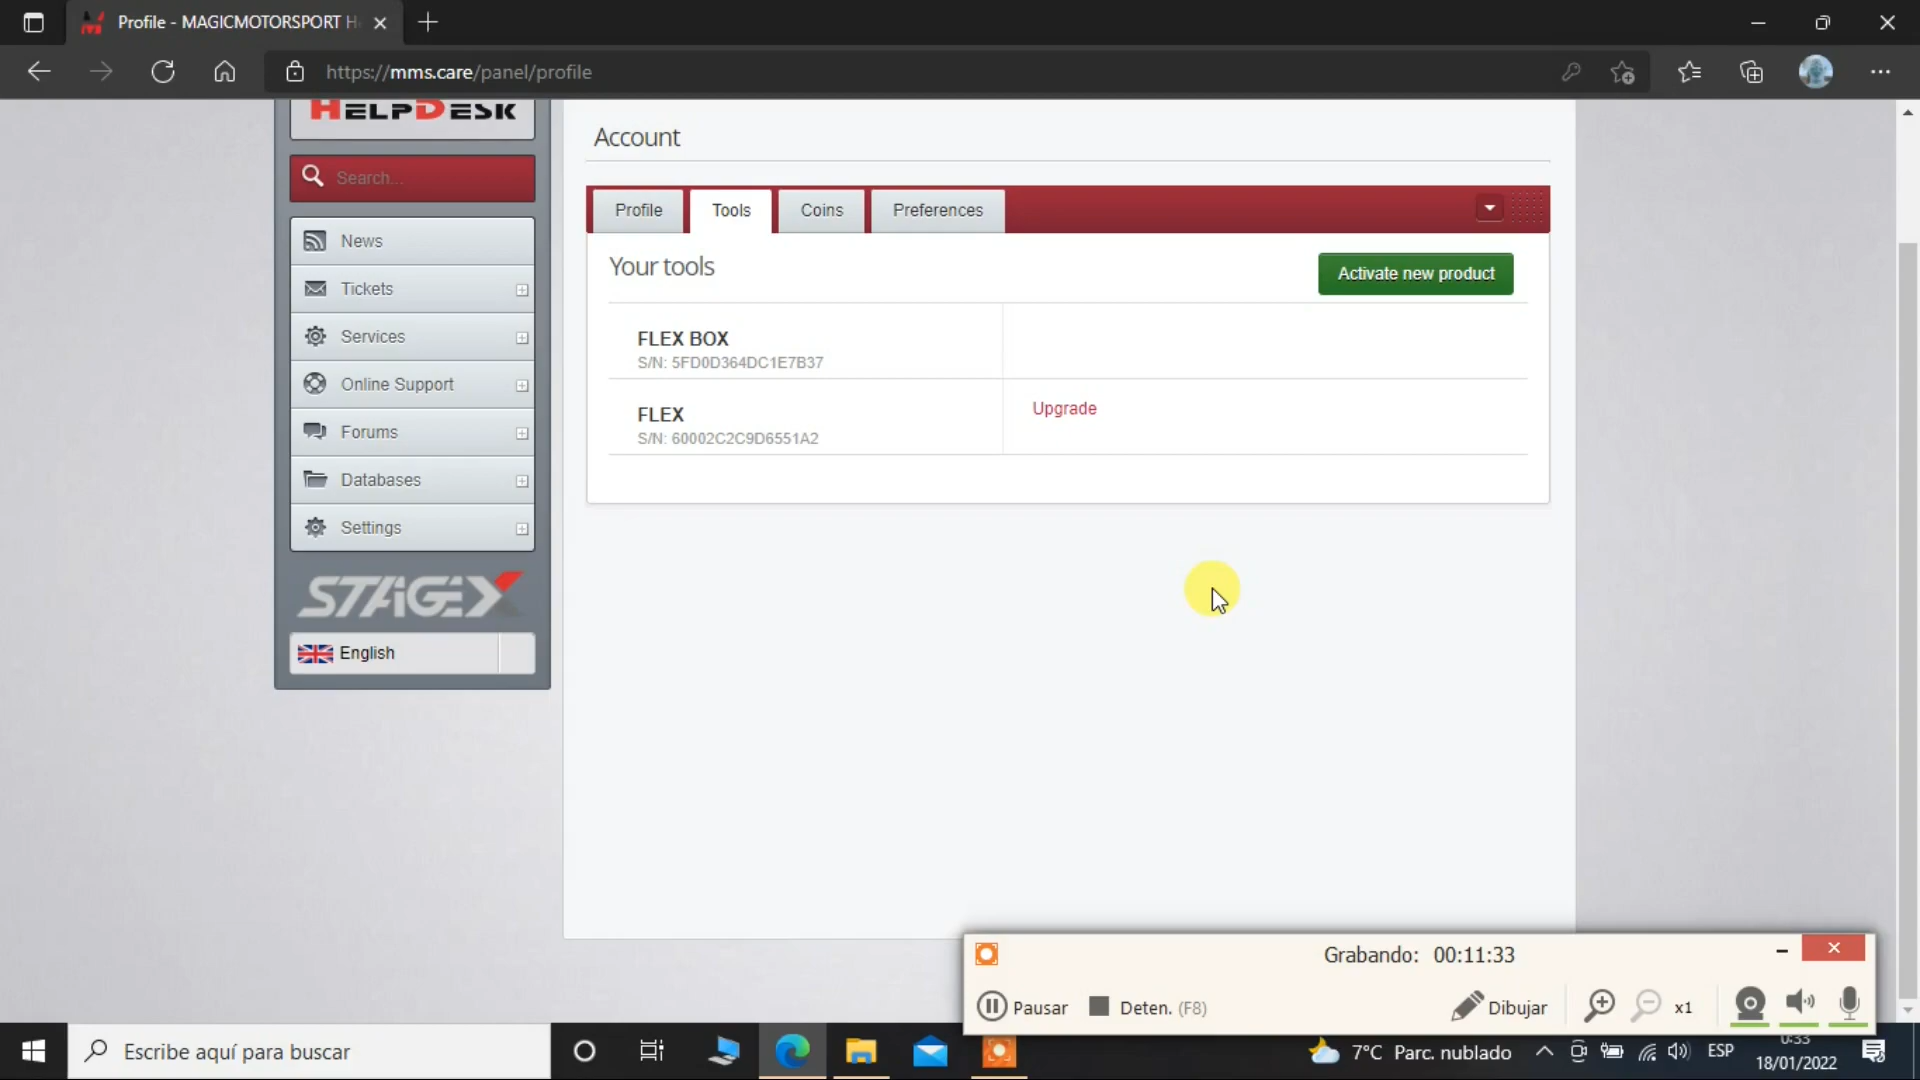 Profile - MAGICMOTORSPORT H
https://mms.care/panel/profile
HELPDESK
Search...
News
Tickets
Services
Online Support
Forums
Databases
Settings
STAGEX
English
Account
Profile
Tools
Coins
Preferences
Your tools
Activate new product
FLEX BOX
S/N: 5FD0D364DC1E7B37
FLEX
S/N: 60002C2C9D6551A2
Upgrade
Grabando: 00:11:33
Pausar
Deten. (F8)
Dibujar
x1
Escribe aquí para buscar
7°C Parc. nublado
ESP
0:33
18/01/2022